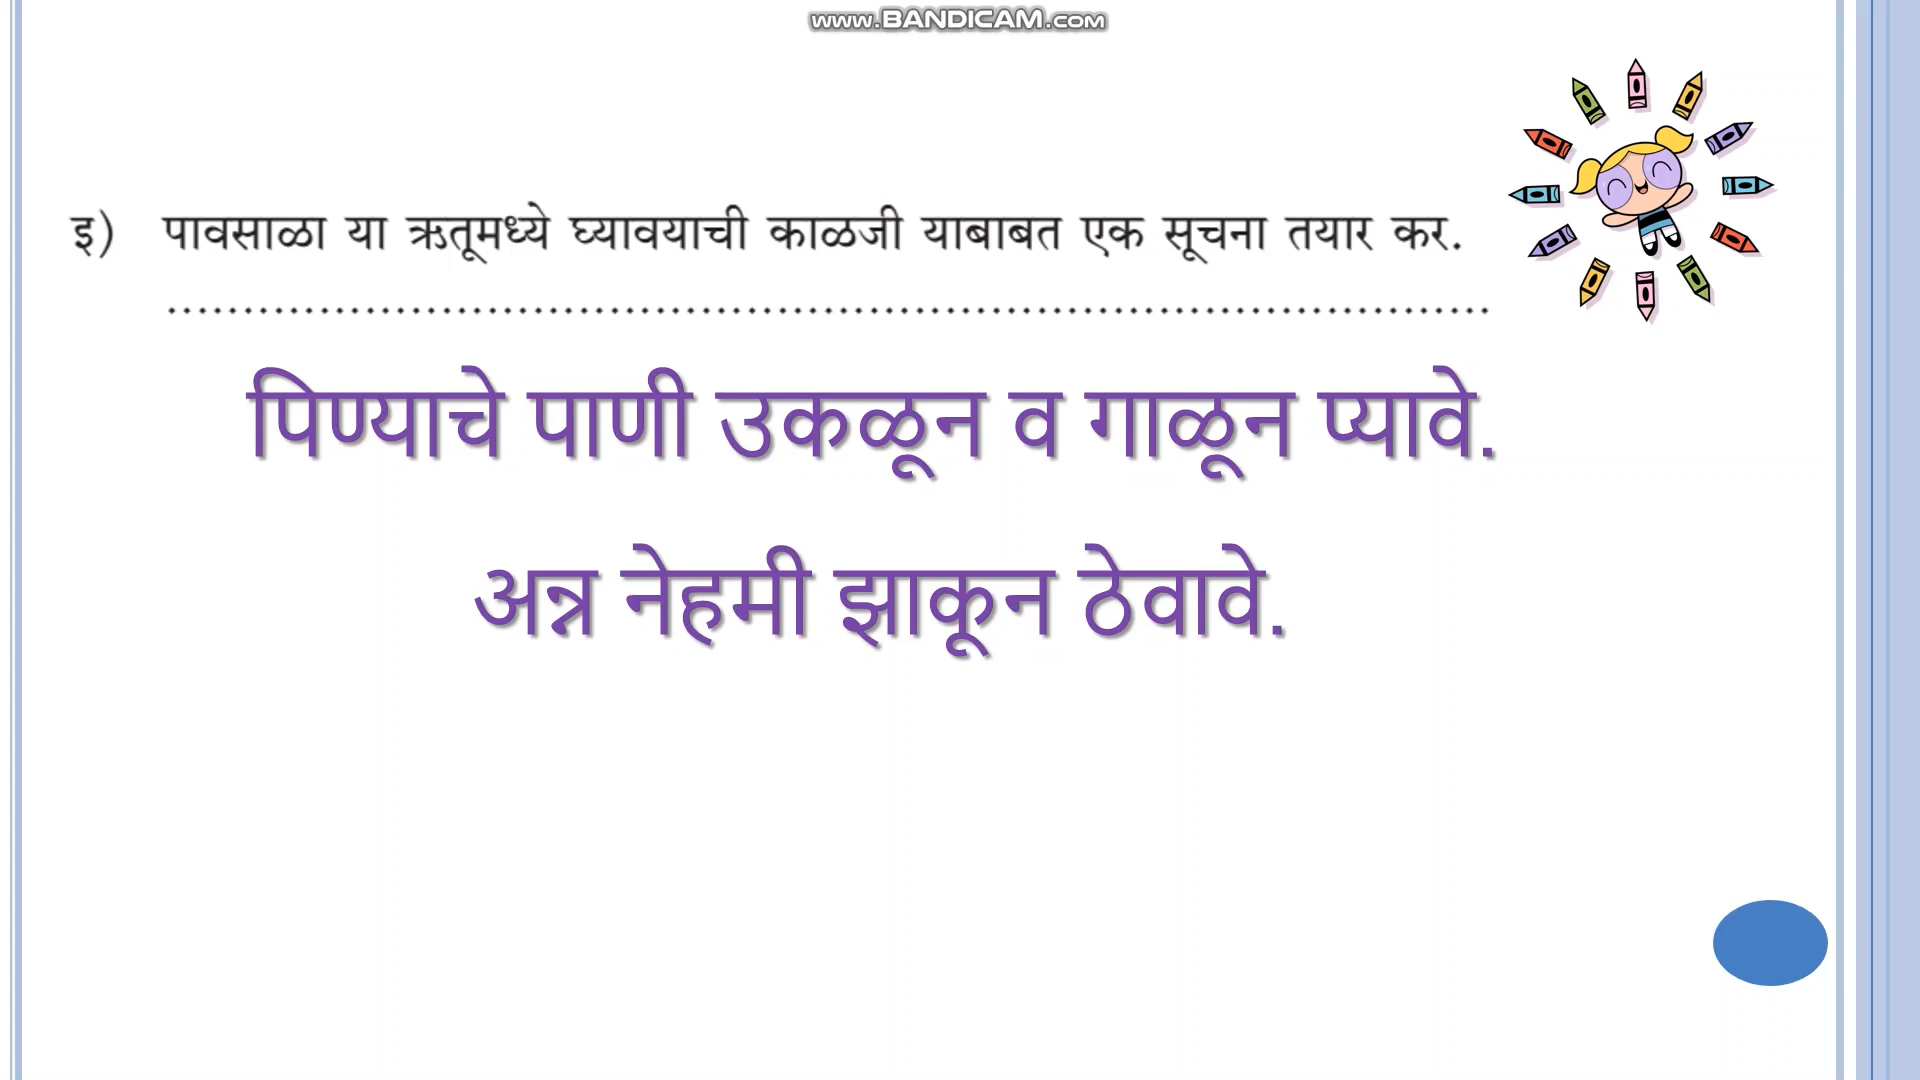 www.BANDICAM.com
इ) पावसाळा या ऋतूमध्ये घ्यावयाची काळजी याबाबत एक सूचना तयार कर.
..........................................................................................
पिण्याचे पाणी उकळून व गाळून प्यावे.
अन्न नेहमी झाकून ठेवावे.